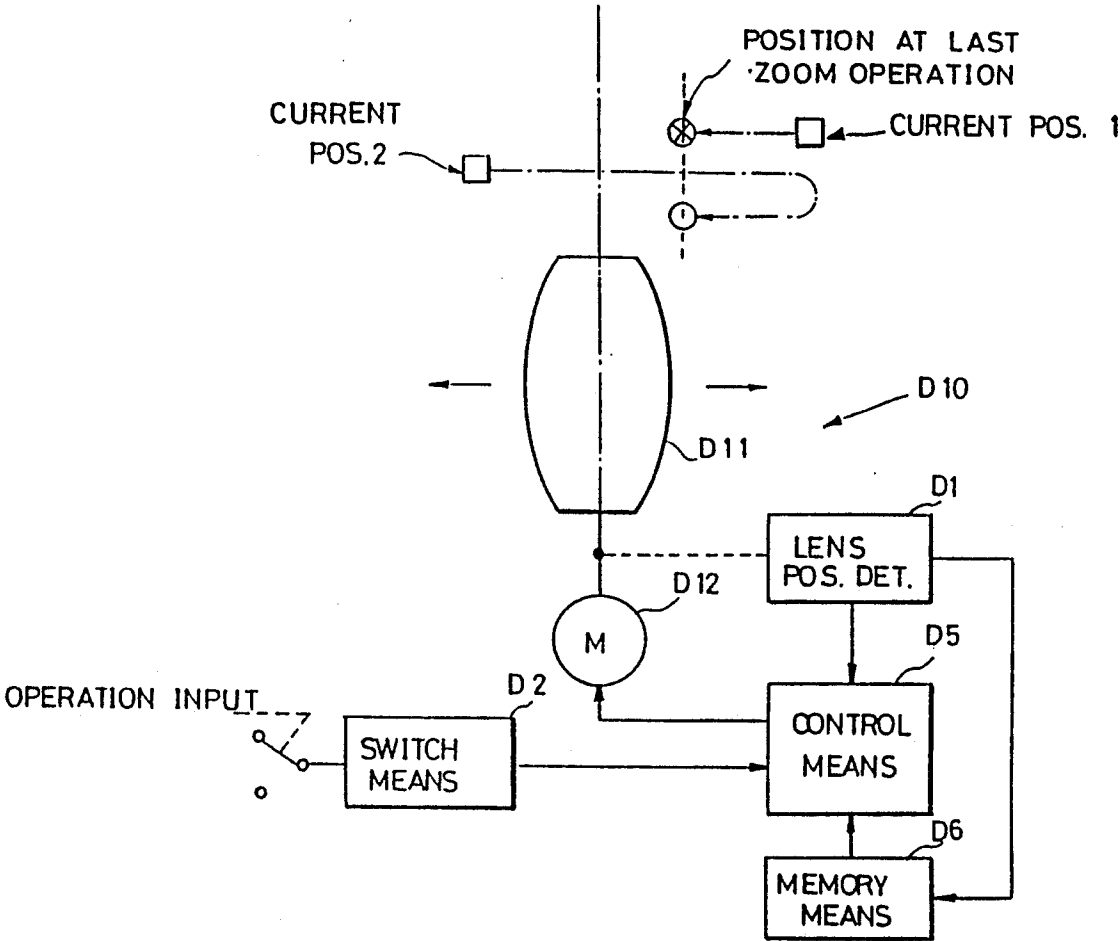 POSITION AT LAST
ZOOM OPERATION
CURRENT
POS.2
CURRENT POS. 1
D10
D11
D1
LENS
POS. DET.
D12
M
D5
OPERATION INPUT
D2
SWITCH
MEANS
CONTROL
MEANS
D6
MEMORY
MEANS